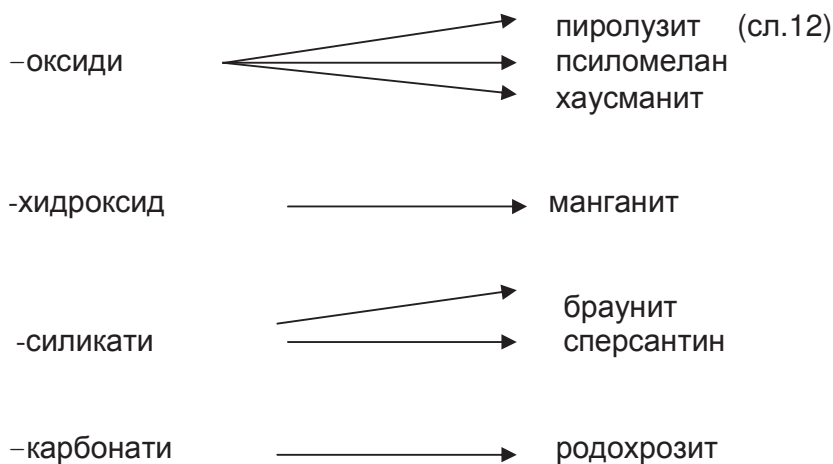 –оксиди пиролузит (сл.12)
псиломелан
хаусманит
-хидроксид манганит
браунит
-силикати сперсантин
–карбонати родохрозит